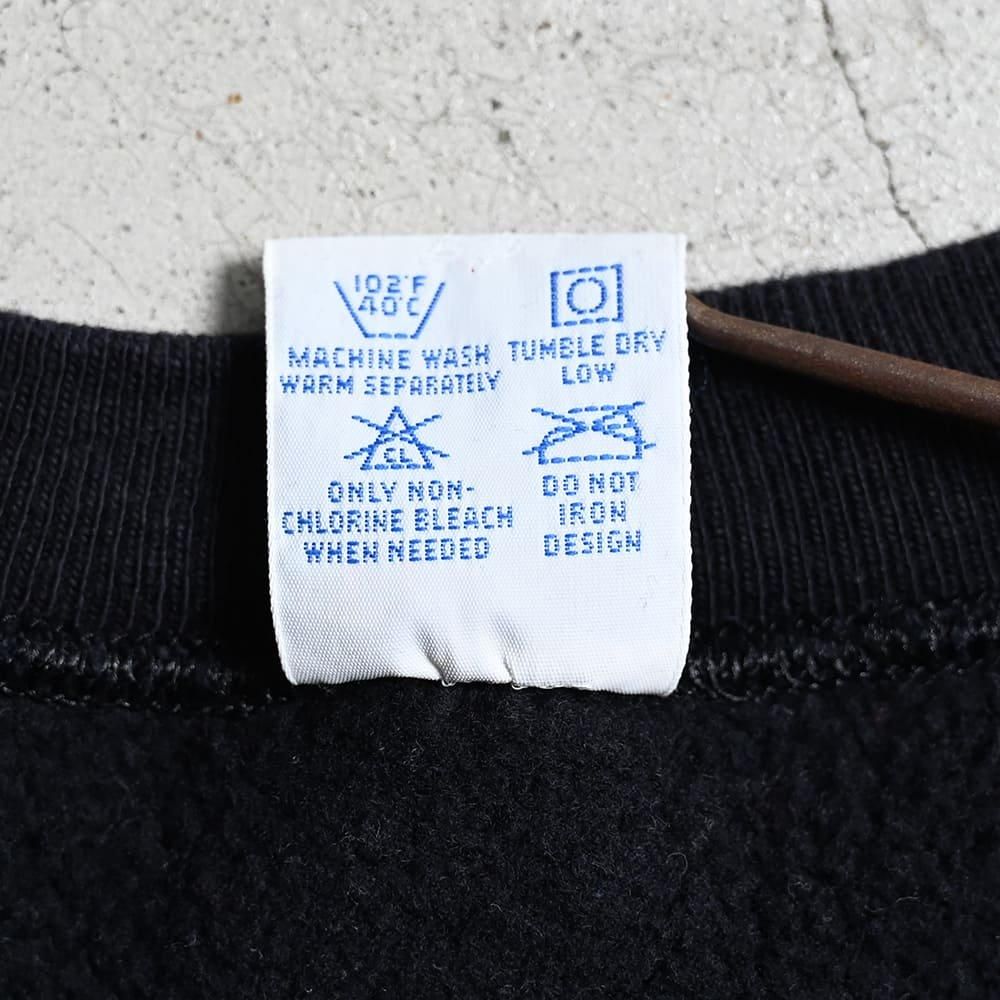 102°F
40°C
MACHINE WASH
WARM SEPARATELY
TUMBLE DRY
LOW
CL
ONLY NON-
CHLORINE BLEACH
WHEN NEEDED
DO NOT
IRON
DESIGN